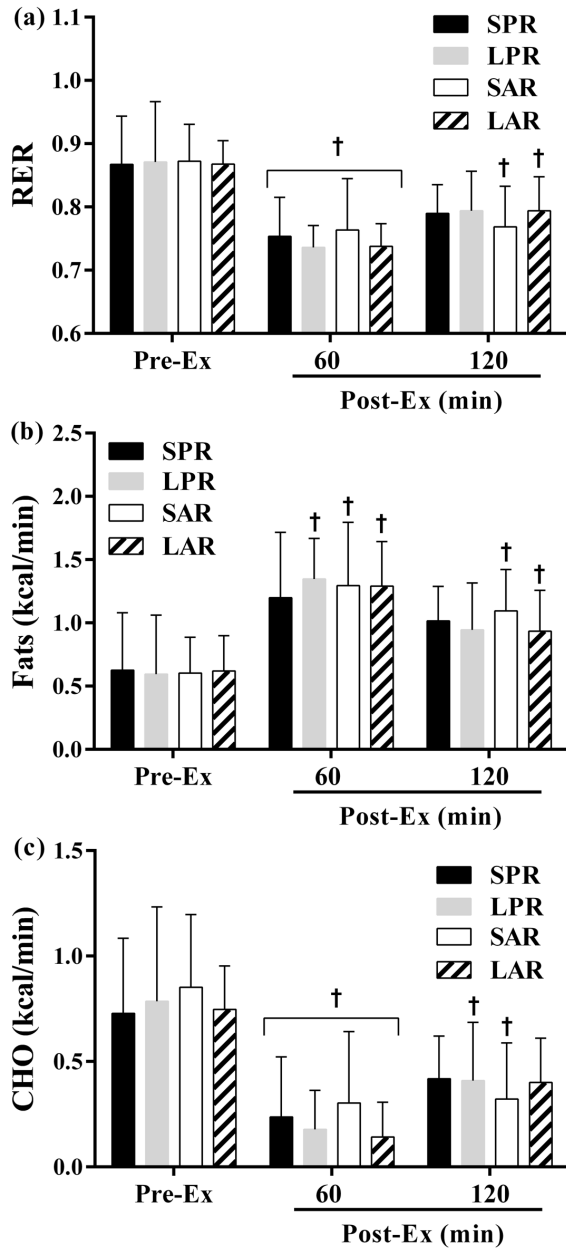 (a)
RER
1.1
1.0
0.9
0.8
0.7
0.6
SPR
LPR
SAR
LAR
†
† †
Pre-Ex 60 120
Post-Ex (min)
(b)
Fats (kcal/min)
2.5
2.0
1.5
1.0
0.5
0.0
SPR
LPR
SAR
LAR
† † †
† †
Pre-Ex 60 120
Post-Ex (min)
(c)
CHO (kcal/min)
1.5
1.0
0.5
0.0
SPR
LPR
SAR
LAR
†
† †
Pre-Ex 60 120
Post-Ex (min)